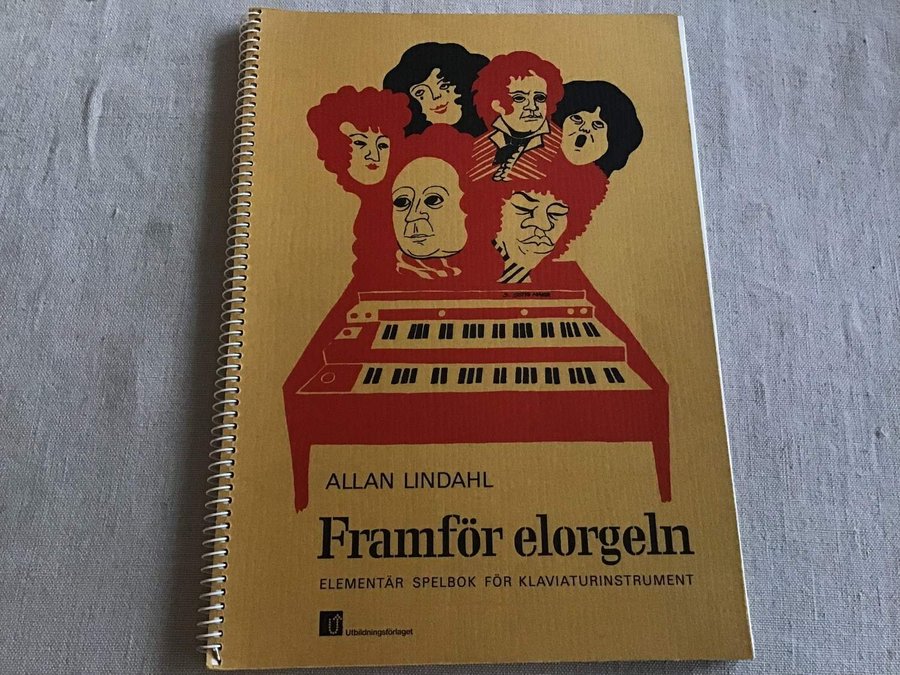 ALLAN LINDAHL
Framför elorgeln
ELEMENTÄR SPELBOK FÖR KLAVIATURINSTRUMENT
Utbildningsförlaget